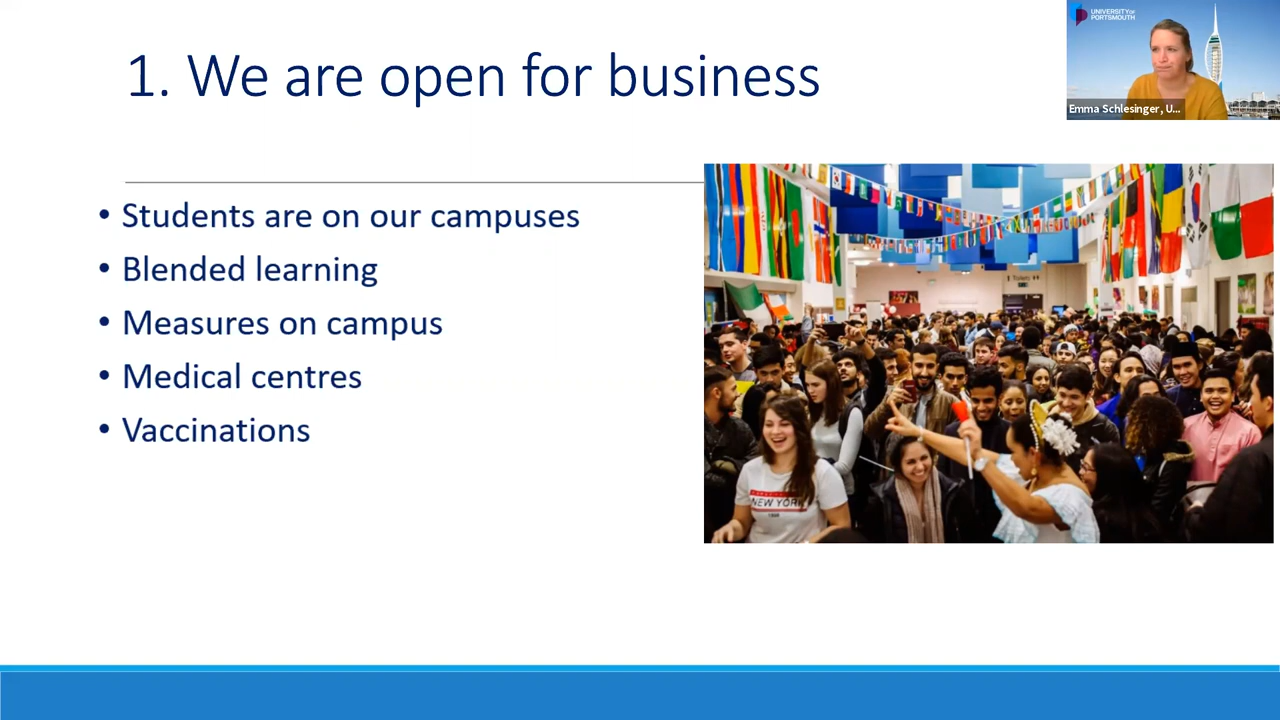 1. We are open for business
UNIVERSITY OF
PORTSMOUTH
Emma Schlesinger, U...
• Students are on our campuses
• Blended learning
• Measures on campus
• Medical centres
• Vaccinations
Tickets
NEW YORK